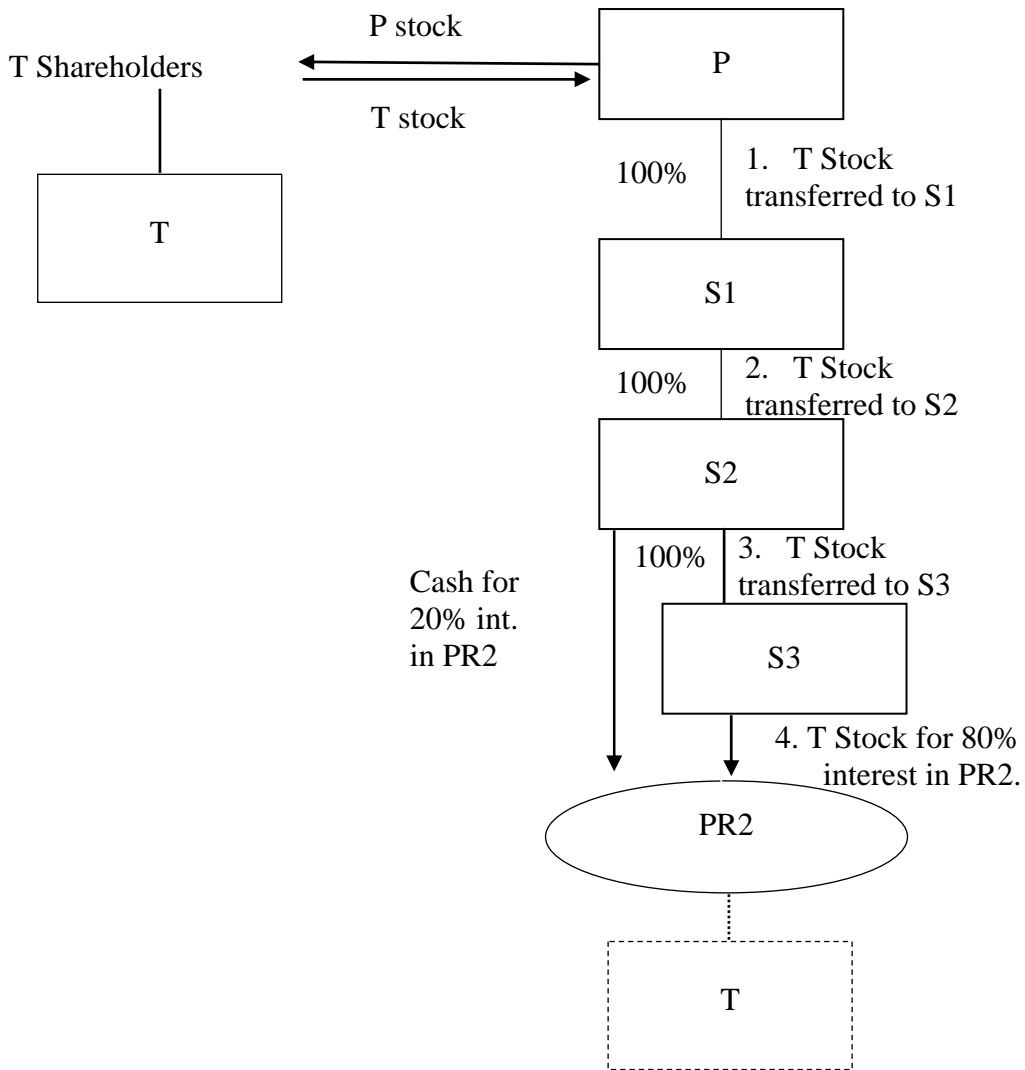 P stock
T Shareholders
T stock
P
T
100%
1. T Stock
transferred to S1
S1
100%
2. T Stock
transferred to S2
S2
Cash for
20% int.
in PR2
100%
3. T Stock
transferred to S3
S3
4. T Stock for 80%
interest in PR2.
PR2
T